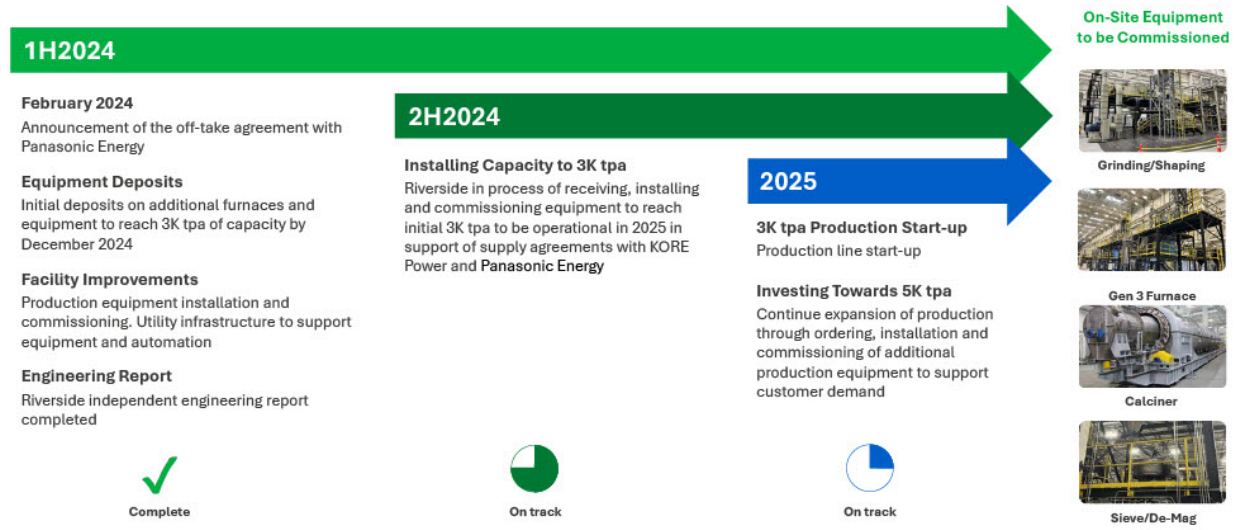 1H2024
February 2024
Announcement of the off-take agreement with
Panasonic Energy
Equipment Deposits
Initial deposits on additional furnaces and
equipment to reach 3K tpa of capacity by
December 2024
Facility Improvements
Production equipment installation and
commissioning. Utility infrastructure to support
equipment and automation
Engineering Report
Riverside independent engineering report
completed
Complete
2H2024
Installing Capacity to 3K tpa
Riverside in process of receiving, installing
and commissioning equipment to reach
initial 3K tpa to be operational in 2025 in
support of supply agreements with KORE
Power and Panasonic Energy
On track
2025
3K tpa Production Start-up
Production line start-up
Investing Towards 5K tpa
Continue expansion of production
through ordering, installation and
commissioning of additional
production equipment to support
customer demand
On track
On-Site Equipment
to be Commissioned
Grinding/Shaping
Gen 3 Furnace
Calciner
Sieve/De-Mag